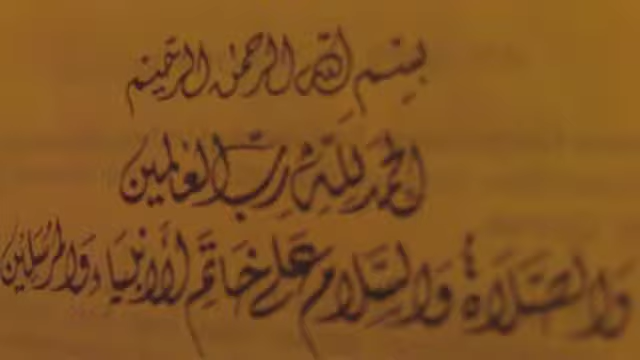 بسم الله الرحمن الرحيم
الحمد لله رب العالمين
والصلاة والسلام على خاتم الأنبياء والمرسلين